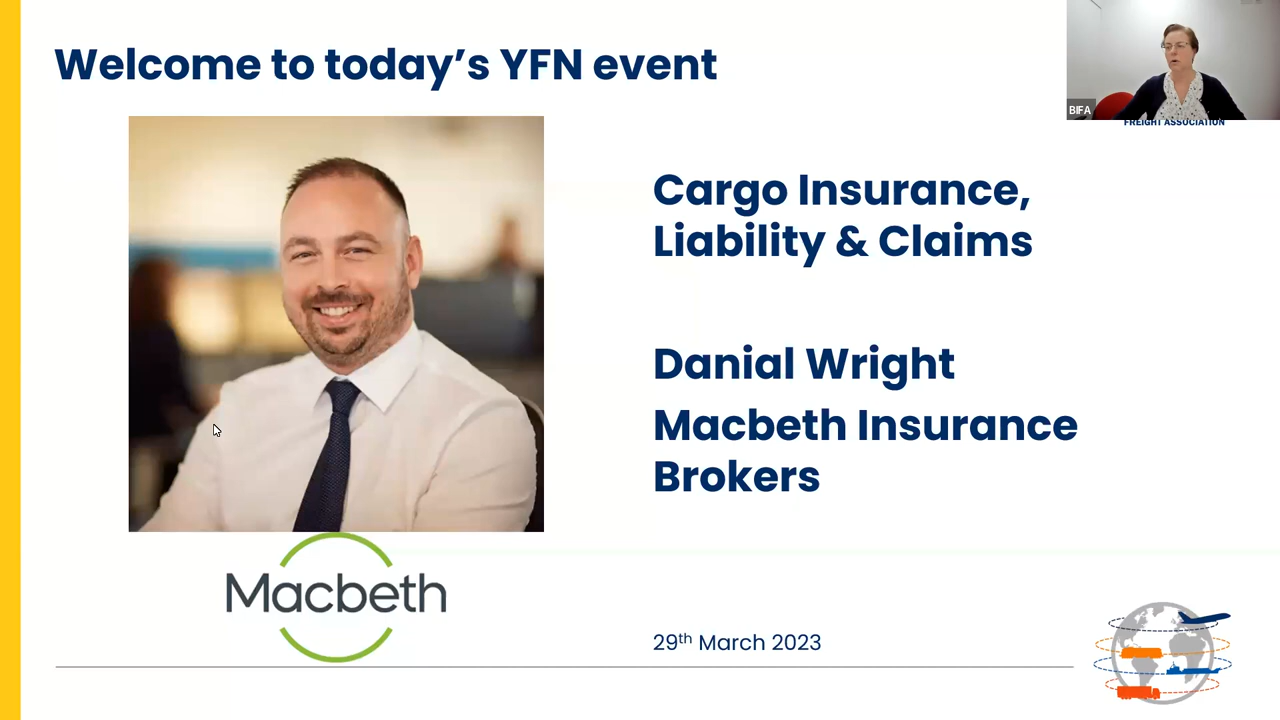 Welcome to today’s YFN event
BIFA
FREIGHT ASSOCIATION
Cargo Insurance,
Liability & Claims
Danial Wright
Macbeth Insurance
Brokers
Macbeth
29th March 2023